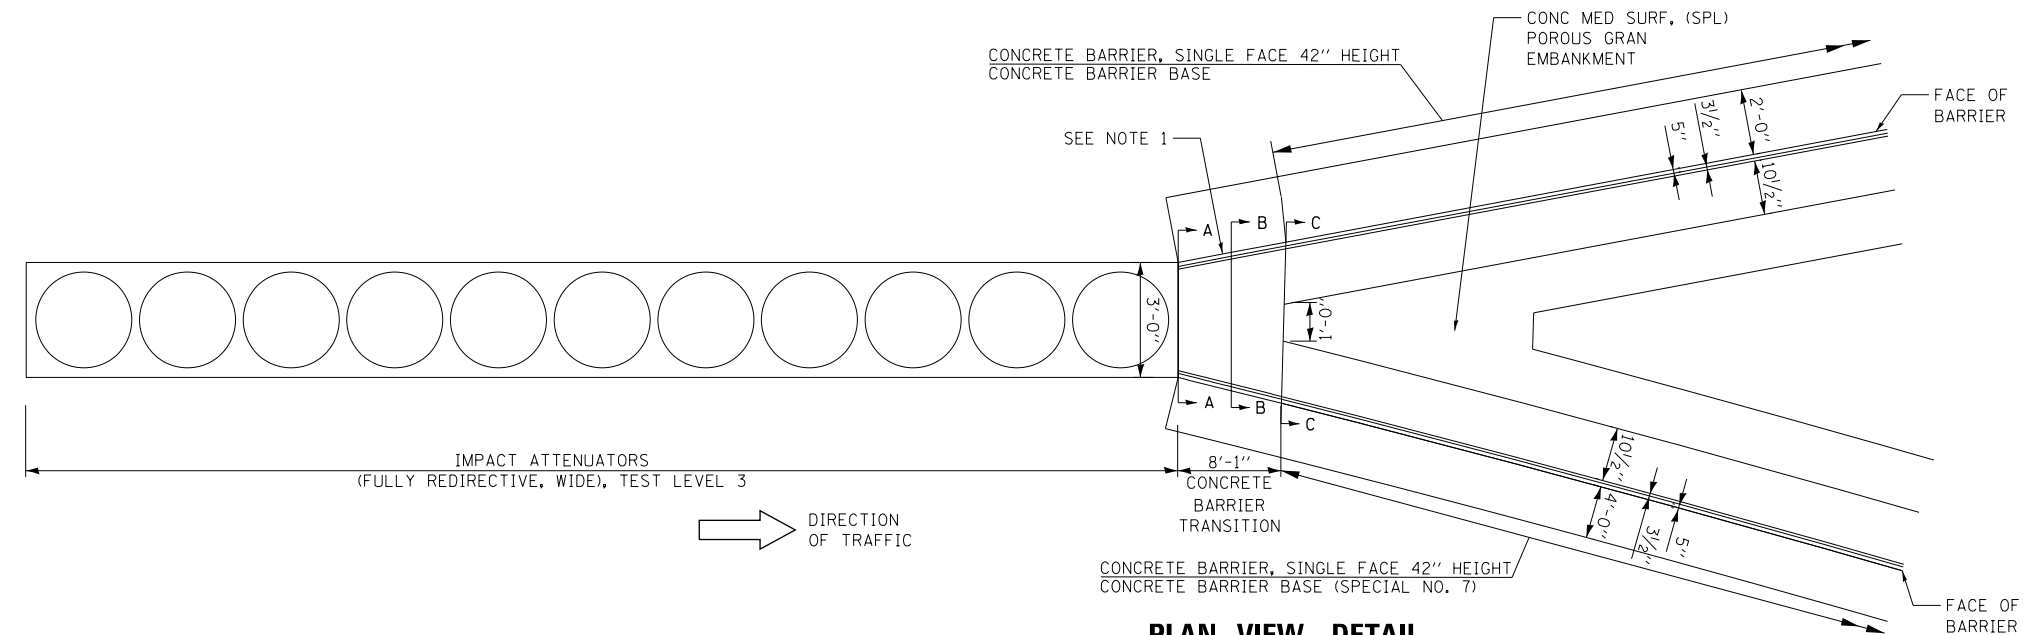 CONC MED SURF, (SPL)
POROUS GRAN
EMBANKMENT
CONCRETE BARRIER, SINGLE FACE 42" HEIGHT
CONCRETE BARRIER BASE
FACE OF
BARRIER
SEE NOTE 1
2'-0"
3½"
5"
10½"
A
B
C
3'-0"
1'-0"
A
B
C
IMPACT ATTENUATORS
(FULLY REDIRECTIVE, WIDE), TEST LEVEL 3
8'-1"
CONCRETE
BARRIER
TRANSITION
10½"
4'-0"
3½"
5"
DIRECTION
OF TRAFFIC
CONCRETE BARRIER, SINGLE FACE 42" HEIGHT
CONCRETE BARRIER BASE (SPECIAL NO. 7)
FACE OF
BARRIER
PLAN VIEW DETAIL